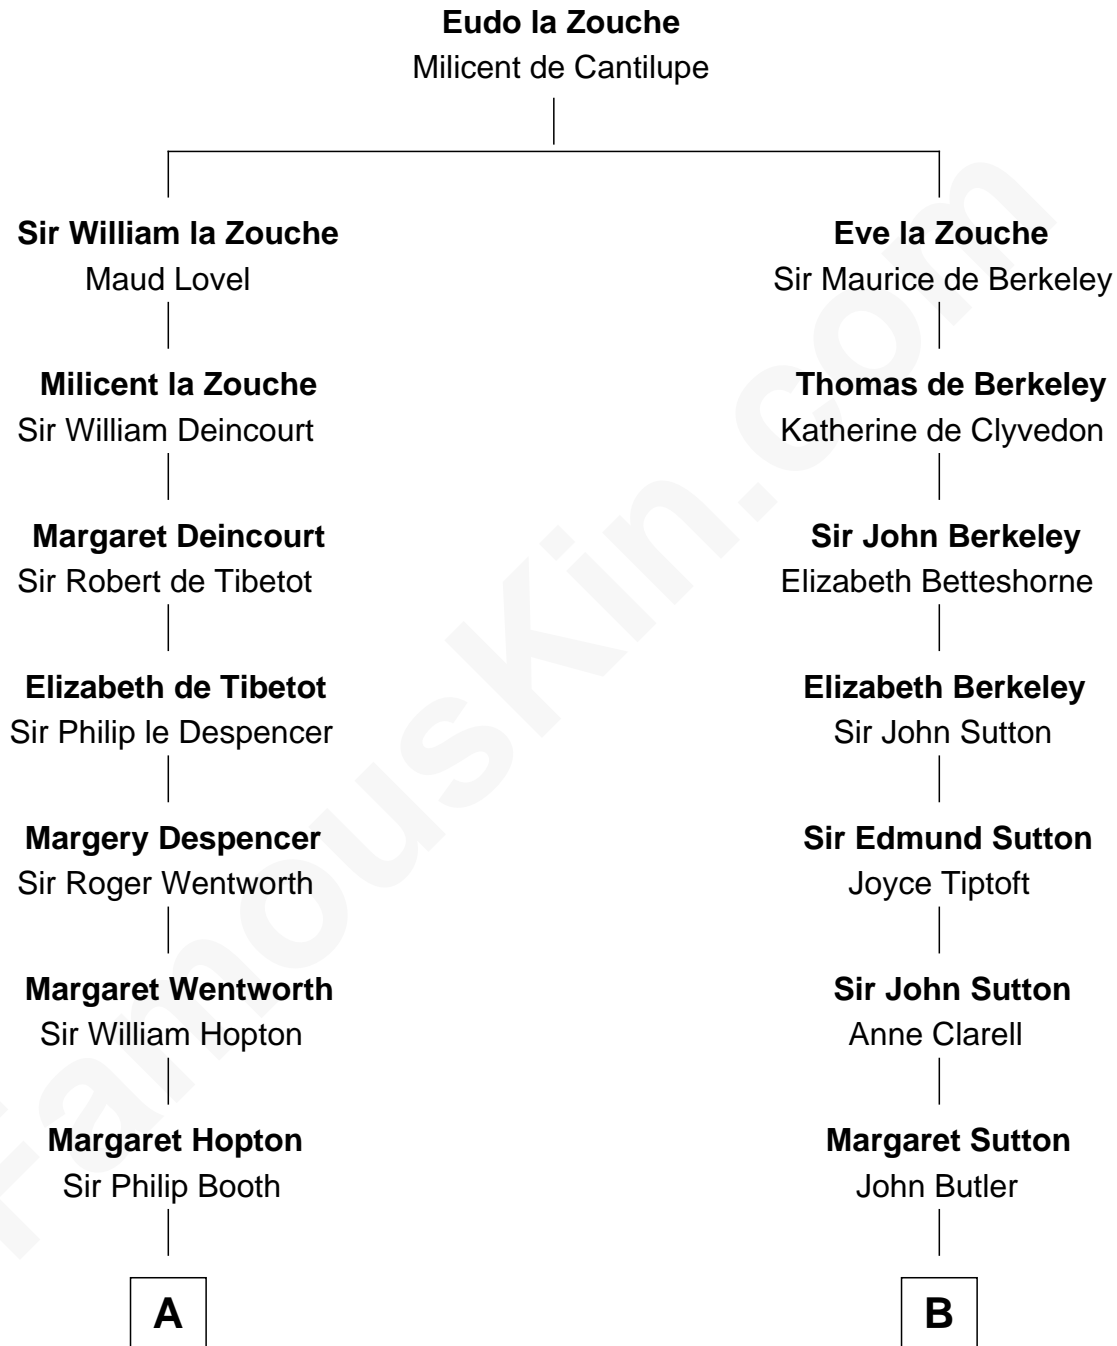 Eudo la Zouche
Milicent de Cantilupe
Sir William la Zouche
Maud Lovel
Milicent la Zouche
Sir William Deincourt
Margaret Deincourt
Sir Robert de Tibetot
Elizabeth de Tibetot
Sir Philip le Despencer
Margery Despencer
Sir Roger Wentworth
Margaret Wentworth
Sir William Hopton
Margaret Hopton
Sir Philip Booth
A
Eve la Zouche
Sir Maurice de Berkeley
Thomas de Berkeley
Katherine de Clyvedon
Sir John Berkeley
Elizabeth Betteshorne
Elizabeth Berkeley
Sir John Sutton
Sir Edmund Sutton
Joyce Tiptoft
Sir John Sutton
Anne Clarell
Margaret Sutton
John Butler
B
FamousKin.com